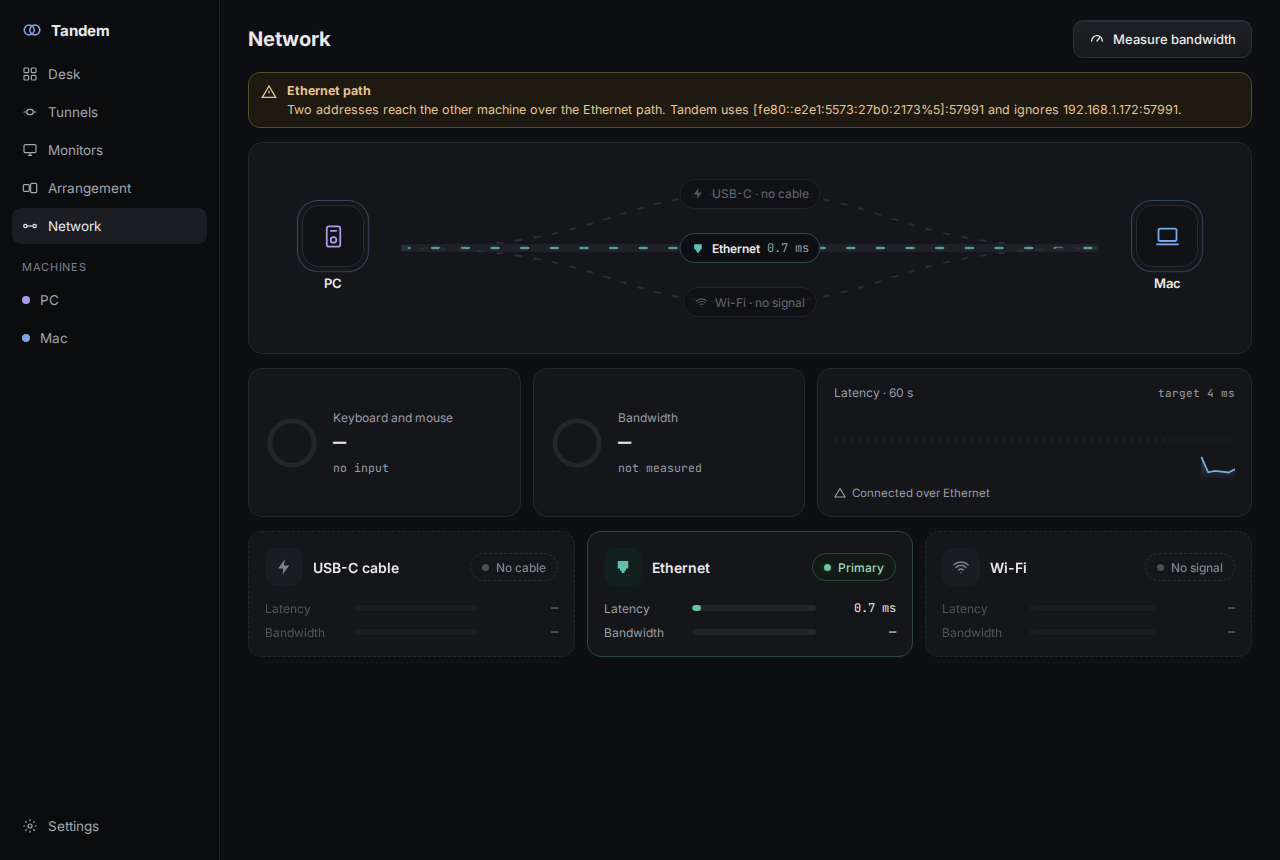 Tandem
Desk
Tunnels
Monitors
Arrangement
Network
MACHINES
PC
Mac
Settings
Network
Measure bandwidth
Ethernet path
Two addresses reach the other machine over the Ethernet path. Tandem uses [fe80::e2e1:5573:27b0:2173%5]:57991 and ignores 192.168.1.172:57991.
USB-C · no cable
Ethernet 0.7 ms
Wi-Fi · no signal
PC
Mac
Keyboard and mouse
—
no input
Bandwidth
—
not measured
Latency · 60 s
target 4 ms
Connected over Ethernet
USB-C cable
No cable
Latency
—
Bandwidth
—
Ethernet
Primary
Latency
0.7 ms
Bandwidth
—
Wi-Fi
No signal
Latency
—
Bandwidth
—